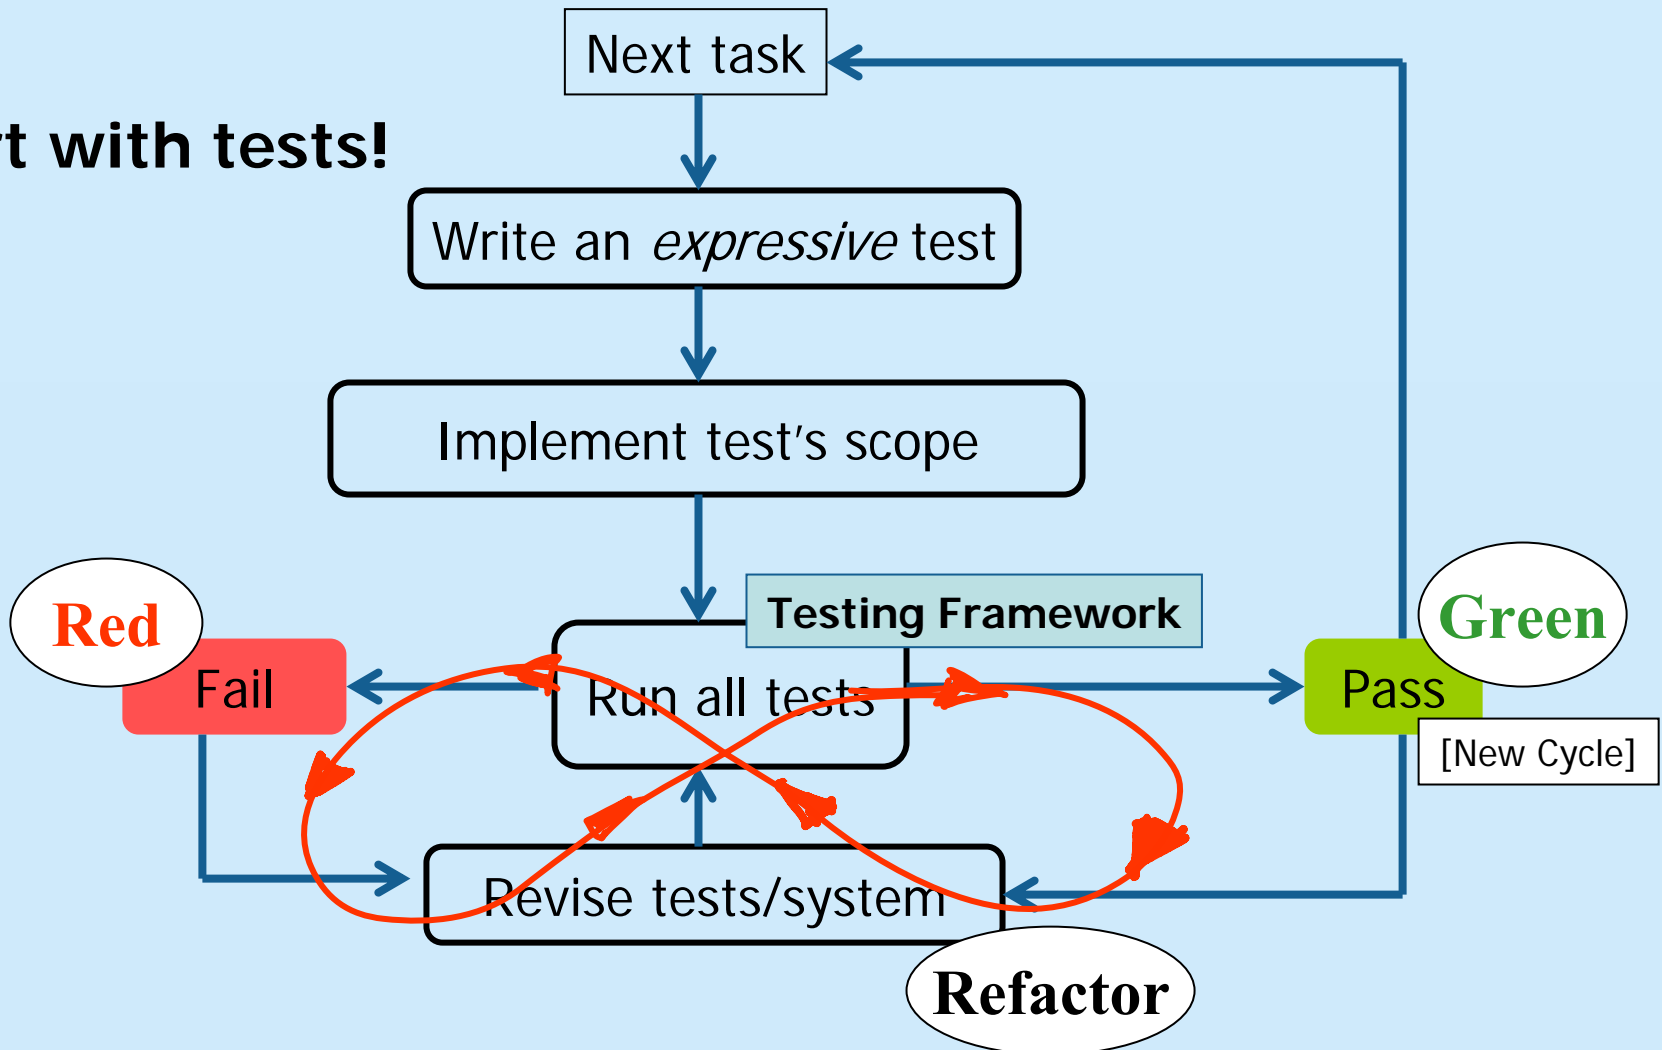 Next task
with tests!
Write an expressive test
Implement test's scope
Testing Framework
Red
Green
Fail
Run all tests
Pass
[New Cycle]
Revise tests/system
Refactor